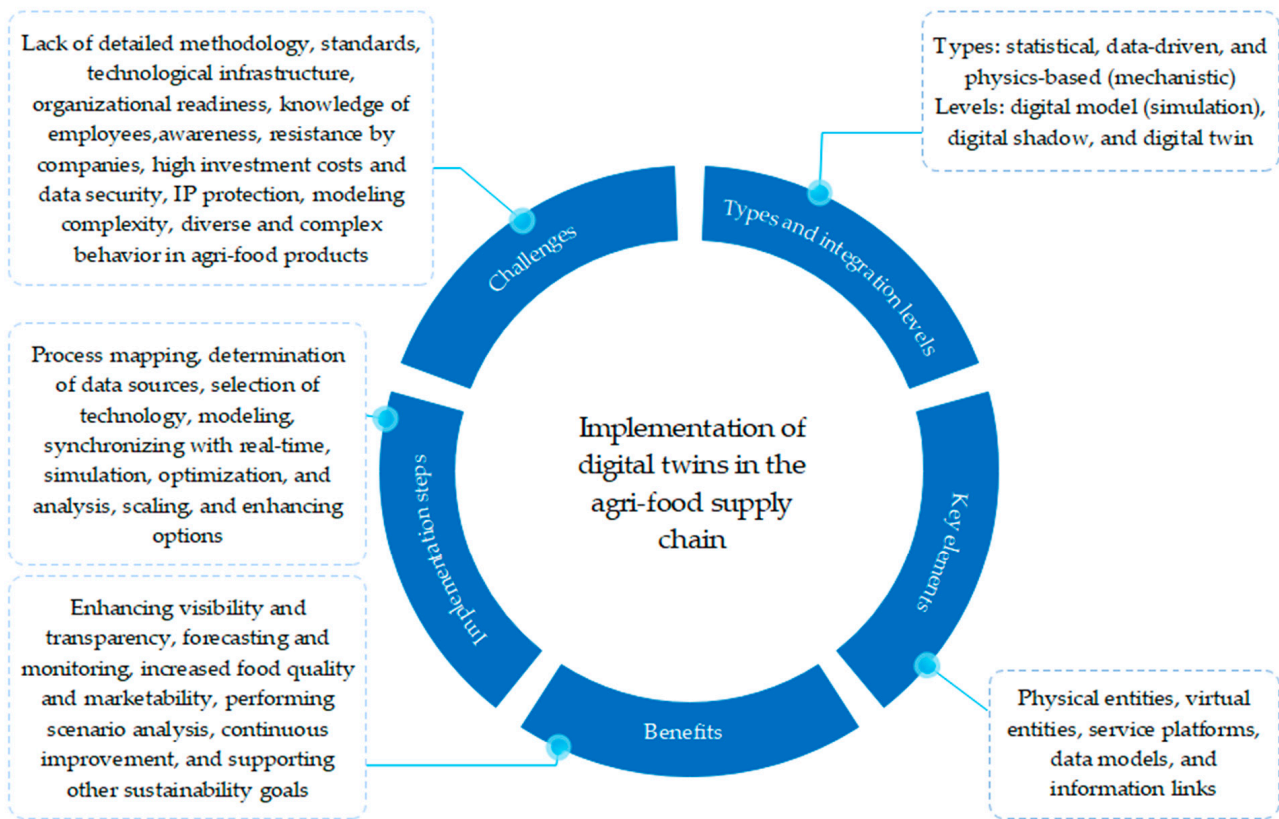 Lack of detailed methodology, standards,
technological infrastructure,
organizational readiness, knowledge of
employees,awareness, resistance by
companies, high investment costs and
data security, IP protection, modeling
complexity, diverse and complex
behavior in agri-food products
Types: statistical, data-driven, and
physics-based (mechanistic)
Levels: digital model (simulation),
digital shadow, and digital twin
Challenges
Types and integration levels
Process mapping, determination
of data sources, selection of
technology, modeling,
synchronizing with real-time,
simulation, optimization, and
analysis, scaling, and enhancing
options
Implementation steps
Implementation of
digital twins in the
agri-food supply
chain
Key elements
Enhancing visibility and
transparency, forecasting and
monitoring, increased food quality
and marketability, performing
scenario analysis, continuous
improvement, and supporting
other sustainability goals
Benefits
Physical entities, virtual
entities, service platforms,
data models, and
information links